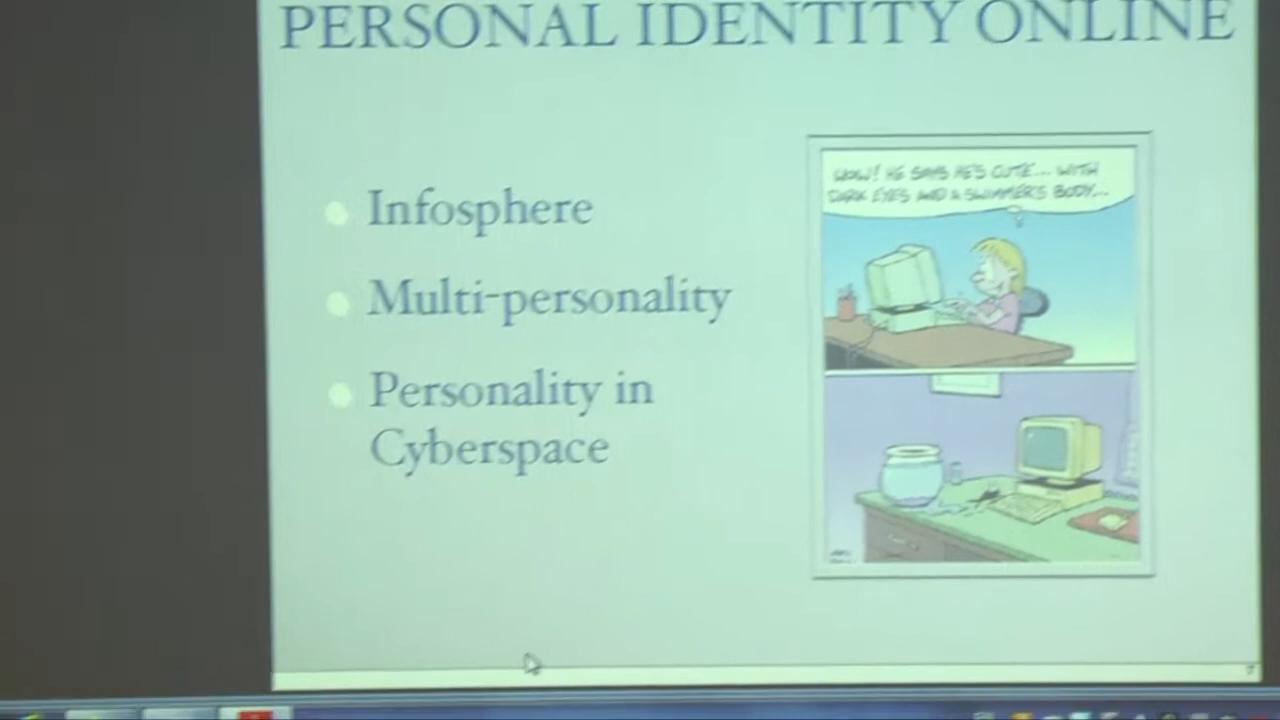 PERSONAL IDENTITY ONLINE
Infosphere
Multi-personality
Personality in
Cyberspace
WOW! HE SAYS HE'S CUTE... WITH
DARK EYES AND A SWIMMER'S BODY...